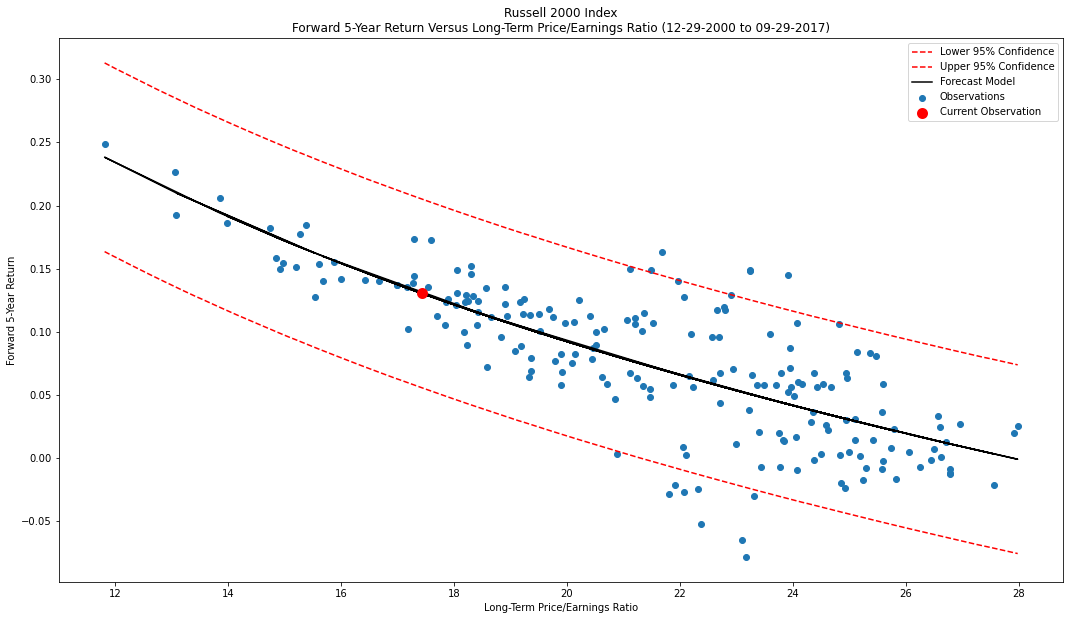 Russell 2000 Index
Forward 5-Year Return Versus Long-Term Price/Earnings Ratio (12-29-2000 to 09-29-2017)
Lower 95% Confidence
Upper 95% Confidence
Forecast Model
Observations
Current Observation
Forward 5-Year Return
0.30
0.25
0.20
0.15
0.10
0.05
0.00
−0.05
12 14 16 18 20 22 24 26 28
Long-Term Price/Earnings Ratio